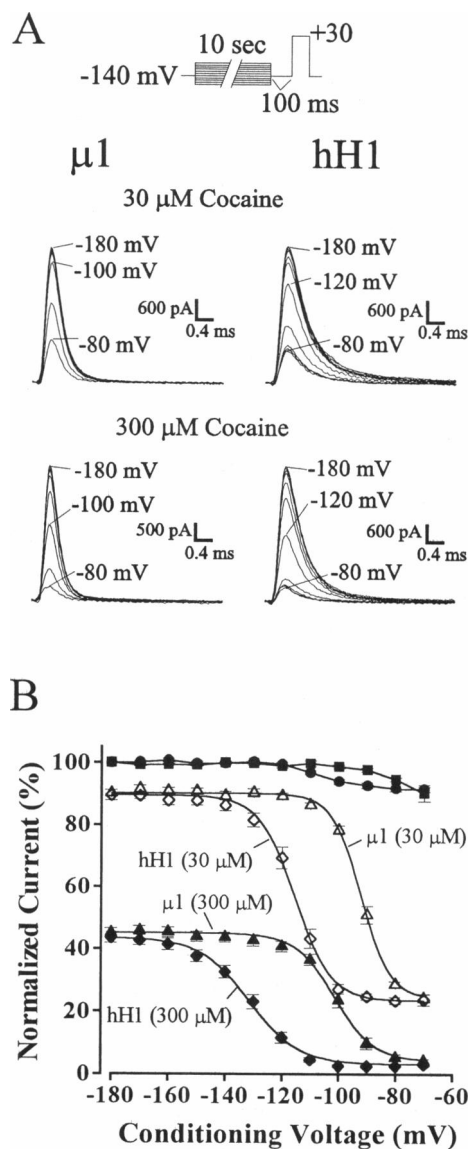 A
10 sec
+30
-140 mV
100 ms
μ1 hH1
30 μM Cocaine
-180 mV
-100 mV
600 pA
0.4 ms
-80 mV
-180 mV
-120 mV
600 pA
0.4 ms
-80 mV
300 μM Cocaine
-180 mV
-100 mV
500 pA
0.4 ms
-80 mV
-180 mV
-120 mV
600 pA
0.4 ms
-80 mV
B
Normalized Current (%)
100
80
60
40
20
0
μ1 (30 μM)
hH1
(30 μM)
μ1 (300 μM)
hH1
(300 μM)
-180 -160 -140 -120 -100 -80 -60
Conditioning Voltage (mV)